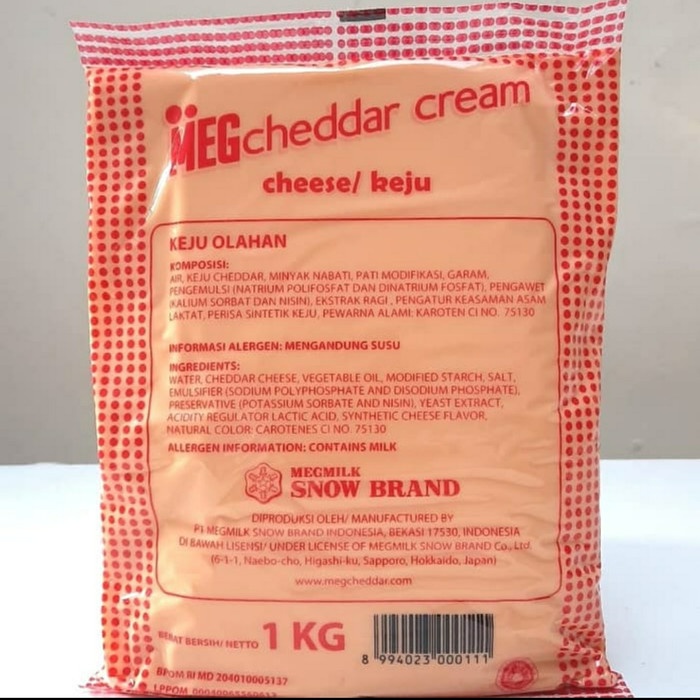 MEGcheddar cream
cheese/ keju
KEJU OLAHAN
KOMPOSISI:
AIR, KEJU CHEDDAR, MINYAK NABATI, PATI MODIFIKASI, GARAM,
PENGEMULSI (NATRIUM POLIFOSFAT DAN DINATRIUM FOSFAT), PENGAWET
(KALIUM SORBAT DAN NISIN), EKSTRAK RAGI , PENGATUR KEASAMAN ASAM
LAKTAT, PERISA SINTETIK KEJU, PEWARNA ALAMI: KAROTEN CI NO. 75130
INFORMASI ALERGEN: MENGANDUNG SUSU
INGREDIENTS:
WATER, CHEDDAR CHEESE, VEGETABLE OIL, MODIFIED STARCH, SALT,
EMULSIFIER (SODIUM POLYPHOSPHATE AND DISODIUM PHOSPHATE),
PRESERVATIVE (POTASSIUM SORBATE AND NISIN), YEAST EXTRACT,
ACIDITY REGULATOR LACTIC ACID, SYNTHETIC CHEESE FLAVOR,
NATURAL COLOR: CAROTENES CI NO. 75130
ALLERGEN INFORMATION: CONTAINS MILK
MEGMILK
SNOW BRAND
DIPRODUKSI OLEH/ MANUFACTURED BY
PT MEGMILK SNOW BRAND INDONESIA, BEKASI 17530, INDONESIA
DI BAWAH LISENSI/ UNDER LICENSE OF MEGMILK SNOW BRAND Co., Ltd.
(6-1-1, Naebo-cho, Higashi-ku, Sapporo, Hokkaido, Japan)
www.megcheddar.com
BERAT BERSIH/ NETTO 1 KG
8 994023 000111
BPOM RI MD 204010005137
LPPOM